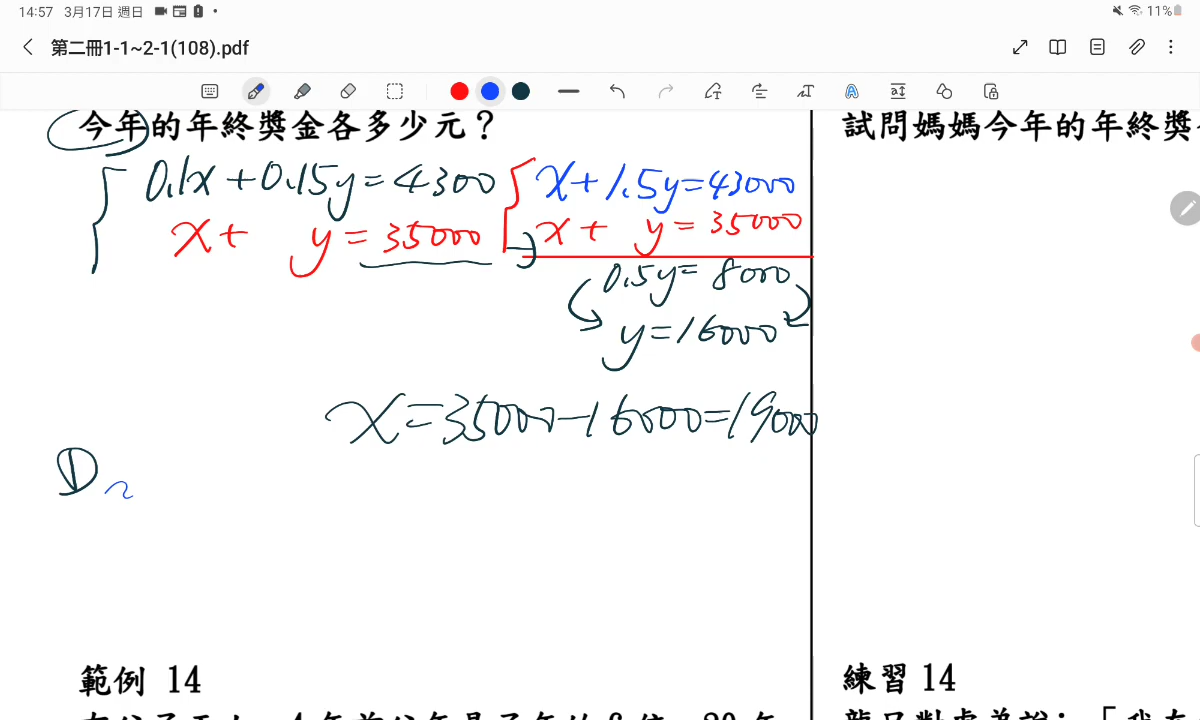 14:57 3月17日 週日 11%
第二冊1-1~2-1(108).pdf
今年的年終獎金各多少元？
0.1x+0.15y=4300
x+ y=35000
x+1.5y=43000
x+ y=35000
0.5y=8000
y=16000
x=35000-16000=19000
D
範例 14
練習 14
試問媽媽今年的年終獎